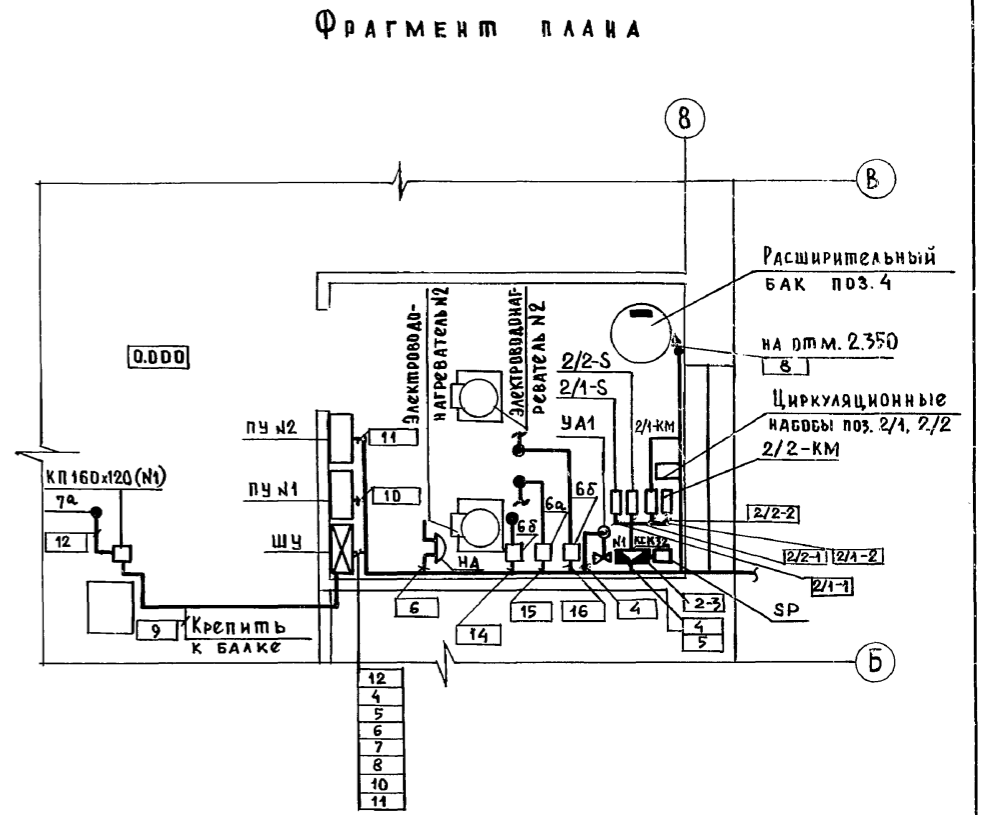 Фрагмент плана
8
В
Расширительный
бак поз. 4
на отм. 2.350
8
Циркуляционные
насосы поз. 2/1, 2/2
2/2-КМ
0.000
Электроводо-
нагреватель N2
Электроводонаг-
реватель N2
2/2-S
2/1-S
УА1
2/1-КМ
ПУ N2
11
КП 160х120 (N1)
ПУ N1
10
7а
12
ШУ
НА
6б
6а
6б
N1
КСК32
2/2-2
2/2-1
2/1-2
2/1-1
9
Крепить
к балке
6
14
15
16
4
2-3
SP
4
5
Б
12
4
5
6
7
8
10
11